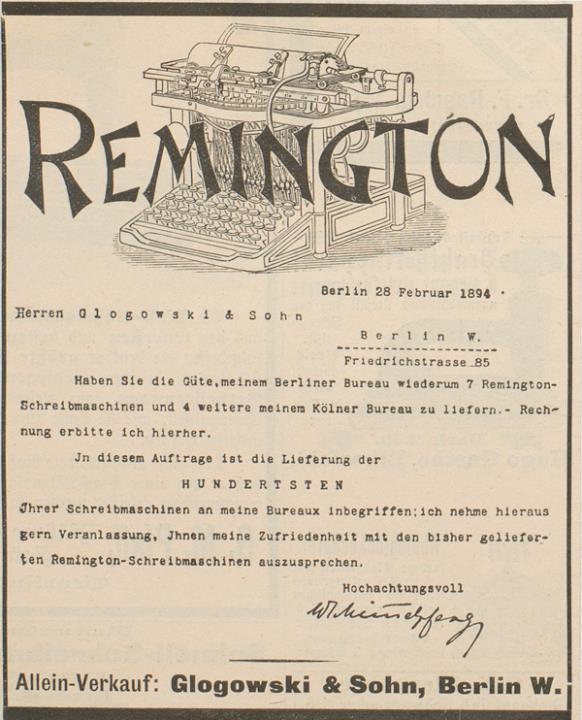 REMINGTON
Berlin 28 Februar 1894
Herren Glogowski & Sohn
Berlin W.
Friedrichstrasse 85
Haben Sie die Güte, meinem Berliner Bureau wiederum 7 Remington-
Schreibmaschinen und 4 weitere meinem Kölner Bureau zu liefern.- Rech-
nung erbitte ich hierher.
Jn diesem Auftrage ist die Lieferung der
HUNDERTSTEN
Jhrer Schreibmaschinen an meine Bureaux inbegriffen; ich nehme hieraus
gern Veranlassung, Jhnen meine Zufriedenheit mit den bisher geliefer-
ten Remington-Schreibmaschinen auszusprechen.
Hochachtungsvoll
Allein-Verkauf: Glogowski & Sohn, Berlin W.